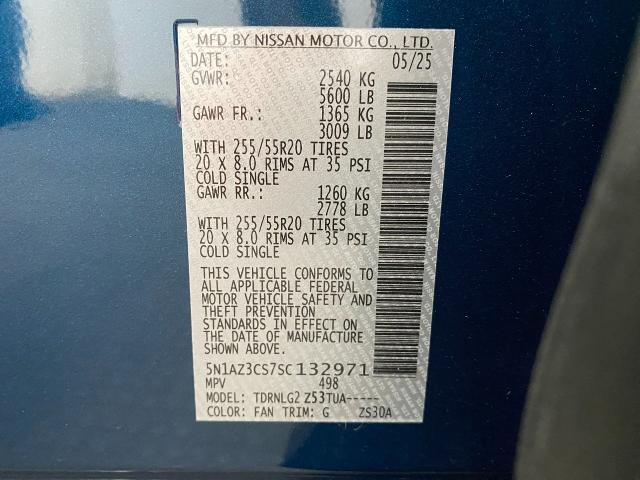 MFD BY NISSAN MOTOR CO., LTD.
DATE: 05/25
GVWR: 2540 KG
5600 LB
GAWR FR.: 1365 KG
3009 LB
WITH 255/55R20 TIRES
20 X 8.0 RIMS AT 35 PSI
COLD SINGLE
GAWR RR.: 1260 KG
2778 LB
WITH 255/55R20 TIRES
20 X 8.0 RIMS AT 35 PSI
COLD SINGLE
THIS VEHICLE CONFORMS TO
ALL APPLICABLE FEDERAL
MOTOR VEHICLE SAFETY AND
THEFT PREVENTION
STANDARDS IN EFFECT ON
THE DATE OF MANUFACTURE
SHOWN ABOVE.
5N1AZ3CS7SC132971
MPV 498
MODEL: TDRNLG2 Z53TUA-----
COLOR: FAN TRIM: G ZS30A